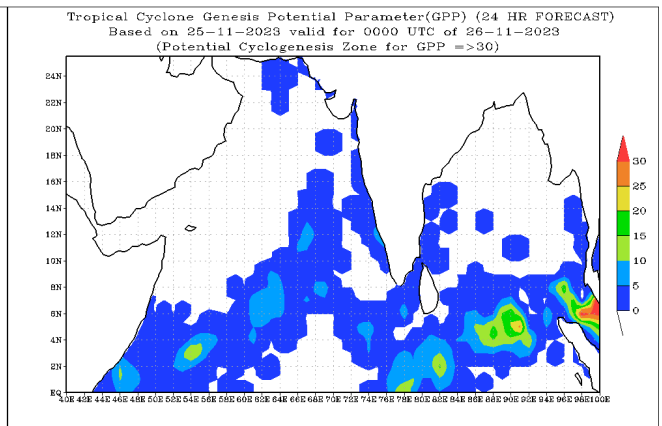 Tropical Cyclone Genesis Potential Parameter(GPP) (24 HR FORECAST)
Based on 25-11-2023 valid for 0000 UTC of 26-11-2023
(Potential Cyclogenesis Zone for GPP =>30)
24N
22N
20N
18N
16N
14N
12N
10N
8N
6N
4N
2N
EQ
40E 42E 44E 46E 48E 50E 52E 54E 56E 58E 60E 62E 64E 66E 68E 70E 72E 74E 76E 78E 80E 82E 84E 86E 88E 90E 92E 94E 96E 98E 100E
30
25
20
15
10
5
0